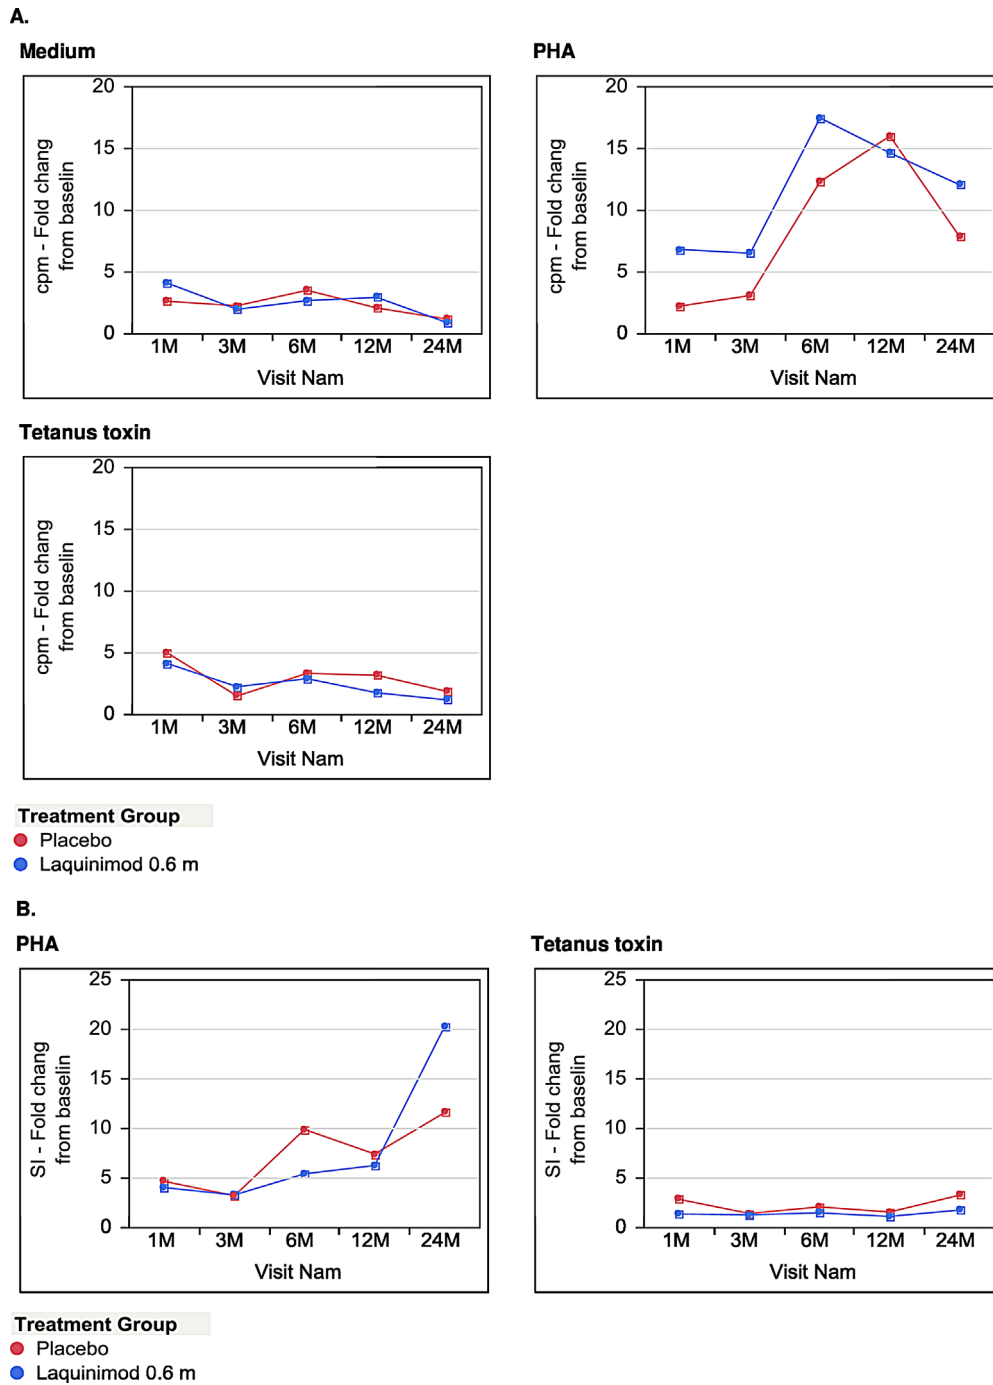 A.
Medium
20
15
10
5
0
cpm - Fold chang
from baselin
1M 3M 6M 12M 24M
Visit Nam
PHA
20
15
10
5
0
cpm - Fold chang
from baselin
1M 3M 6M 12M 24M
Visit Nam
Tetanus toxin
20
15
10
5
0
cpm - Fold chang
from baselin
1M 3M 6M 12M 24M
Visit Nam
Treatment Group
Placebo
Laquinimod 0.6 m
B.
PHA
25
20
15
10
5
0
SI - Fold chang
from baselin
1M 3M 6M 12M 24M
Visit Nam
Tetanus toxin
25
20
15
10
5
0
SI - Fold chang
from baselin
1M 3M 6M 12M 24M
Visit Nam
Treatment Group
Placebo
Laquinimod 0.6 m